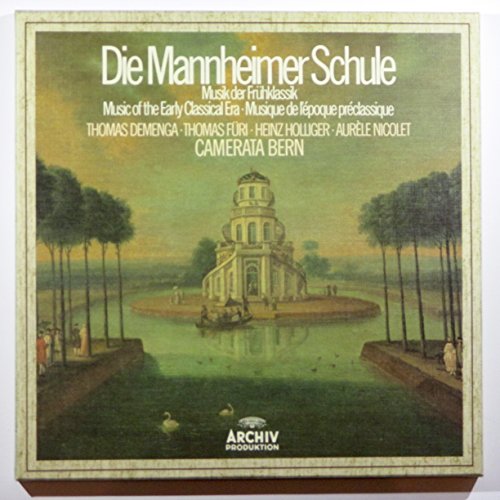 Die Mannheimer Schule
Musik der Frühklassik
Music of the Early Classical Era · Musique de l'époque préclassique
THOMAS DEMENGA · THOMAS FÜRI · HEINZ HOLLIGER · AURÈLE NICOLET
CAMERATA BERN
ARCHIV
PRODUKTION